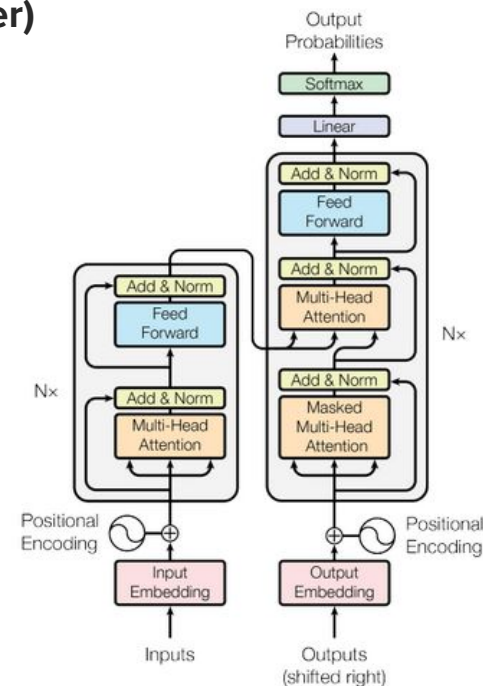 er)
Output
Probabilities
Softmax
Linear
Add & Norm
Feed
Forward
Add & Norm
Multi-Head
Attention
Add & Norm
Masked
Multi-Head
Attention
Nx
Add & Norm
Feed
Forward
Add & Norm
Multi-Head
Attention
Nx
Positional
Encoding
Positional
Encoding
Input
Embedding
Output
Embedding
Inputs
Outputs
(shifted right)